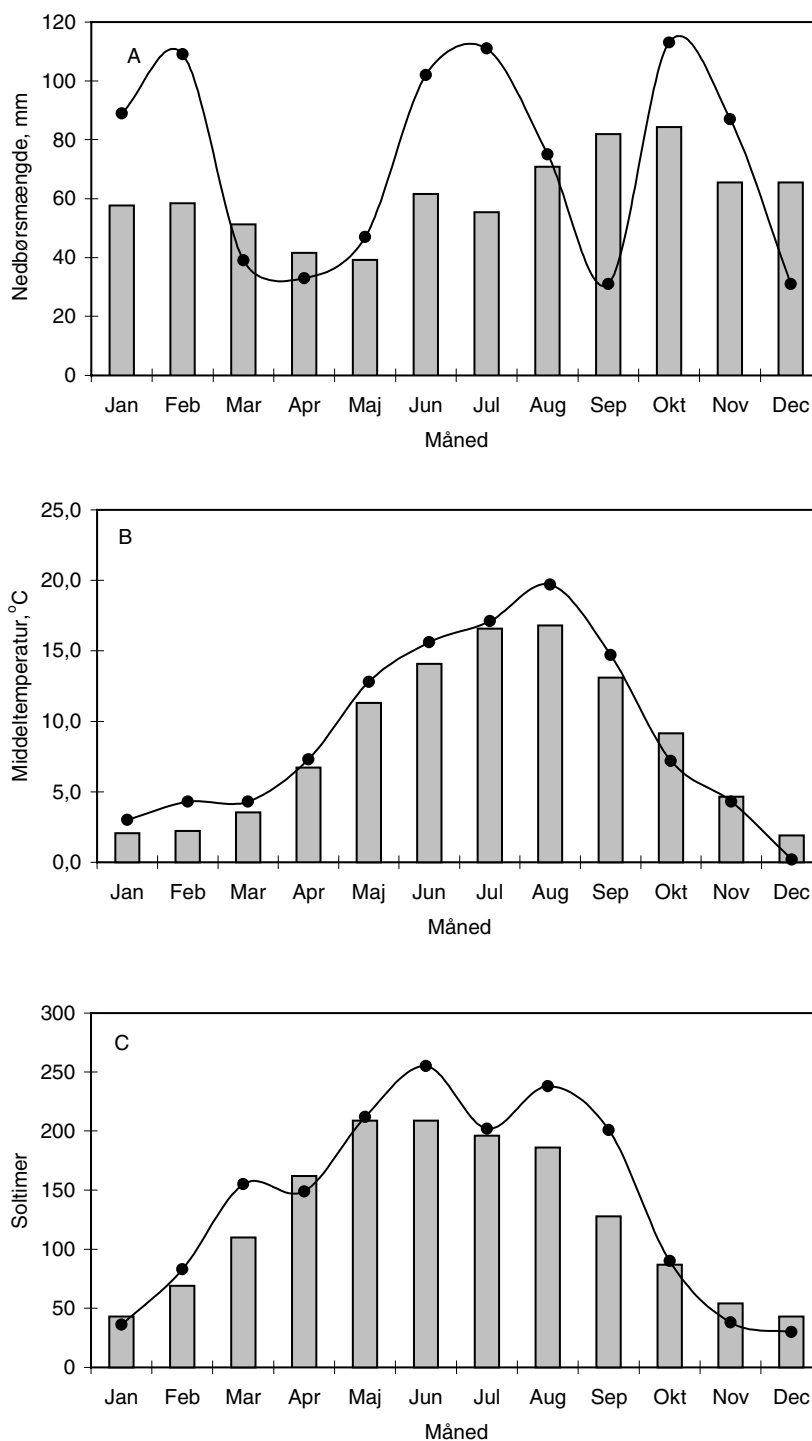 A
Nedbørsmængde, mm
120
100
80
60
40
20
0
Jan Feb Mar Apr Maj Jun Jul Aug Sep Okt Nov Dec
Måned
B
Middeltemperatur,°C
25,0
20,0
15,0
10,0
5,0
0,0
Jan Feb Mar Apr Maj Jun Jul Aug Sep Okt Nov Dec
Måned
C
Soltimer
300
250
200
150
100
50
0
Jan Feb Mar Apr Maj Jun Jul Aug Sep Okt Nov Dec
Måned